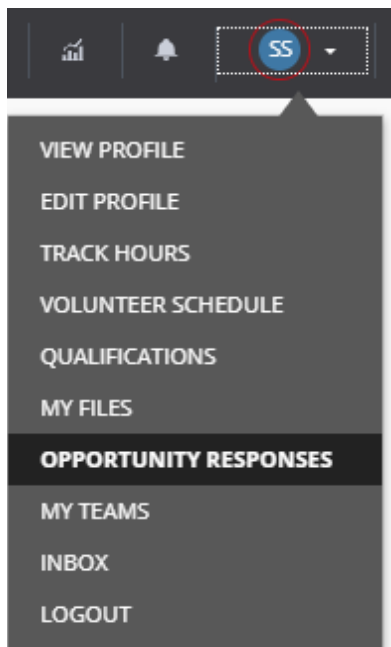 SS
VIEW PROFILE
EDIT PROFILE
TRACK HOURS
VOLUNTEER SCHEDULE
QUALIFICATIONS
MY FILES
OPPORTUNITY RESPONSES
MY TEAMS
INBOX
LOGOUT